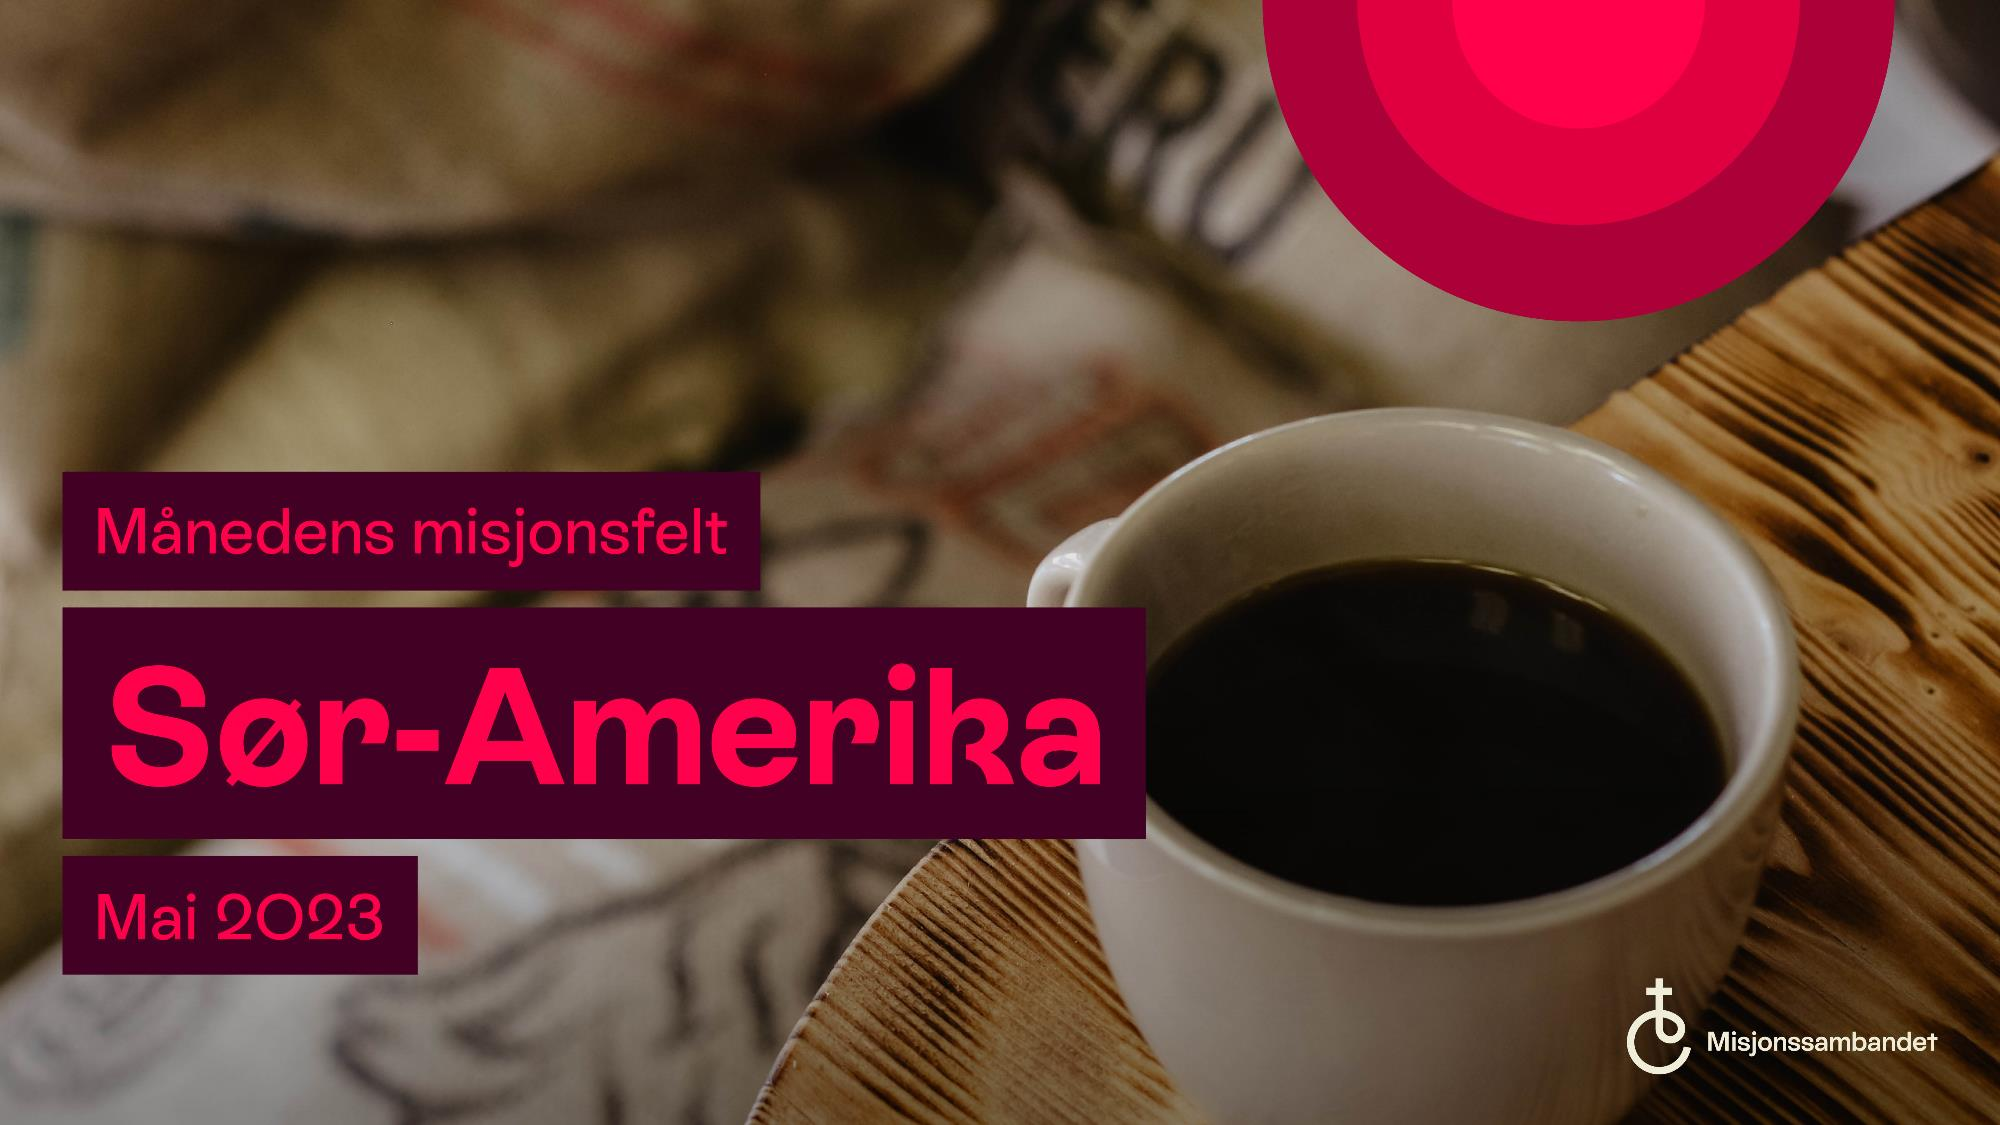 Månedens misjonsfelt
Sør-Amerika
Mai 2023
Misjonssambandet